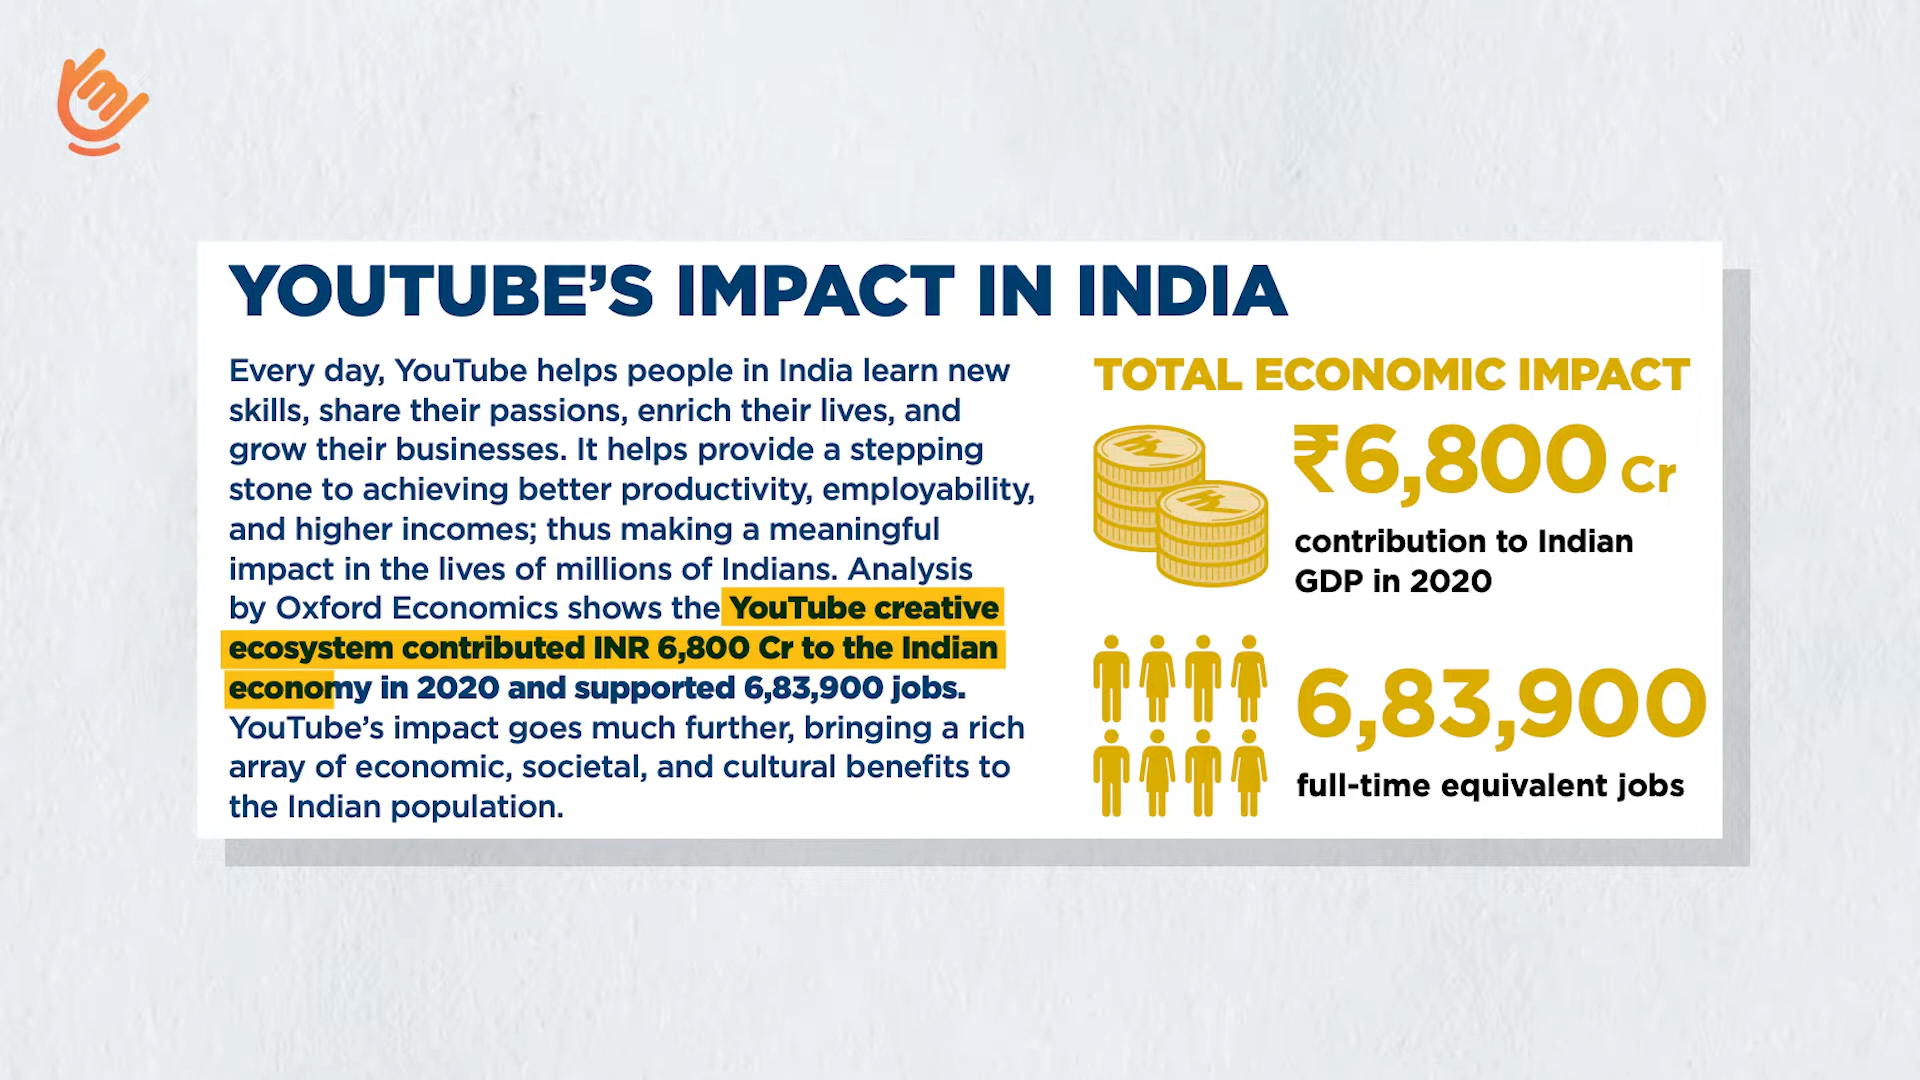 YOUTUBE’S IMPACT IN INDIA
Every day, YouTube helps people in India learn new
skills, share their passions, enrich their lives, and
grow their businesses. It helps provide a stepping
stone to achieving better productivity, employability,
and higher incomes; thus making a meaningful
impact in the lives of millions of Indians. Analysis
by Oxford Economics shows the YouTube creative
ecosystem contributed INR 6,800 Cr to the Indian
economy in 2020 and supported 6,83,900 jobs.
YouTube’s impact goes much further, bringing a rich
array of economic, societal, and cultural benefits to
the Indian population.
TOTAL ECONOMIC IMPACT
₹6,800 Cr
contribution to Indian
GDP in 2020
6,83,900
full-time equivalent jobs